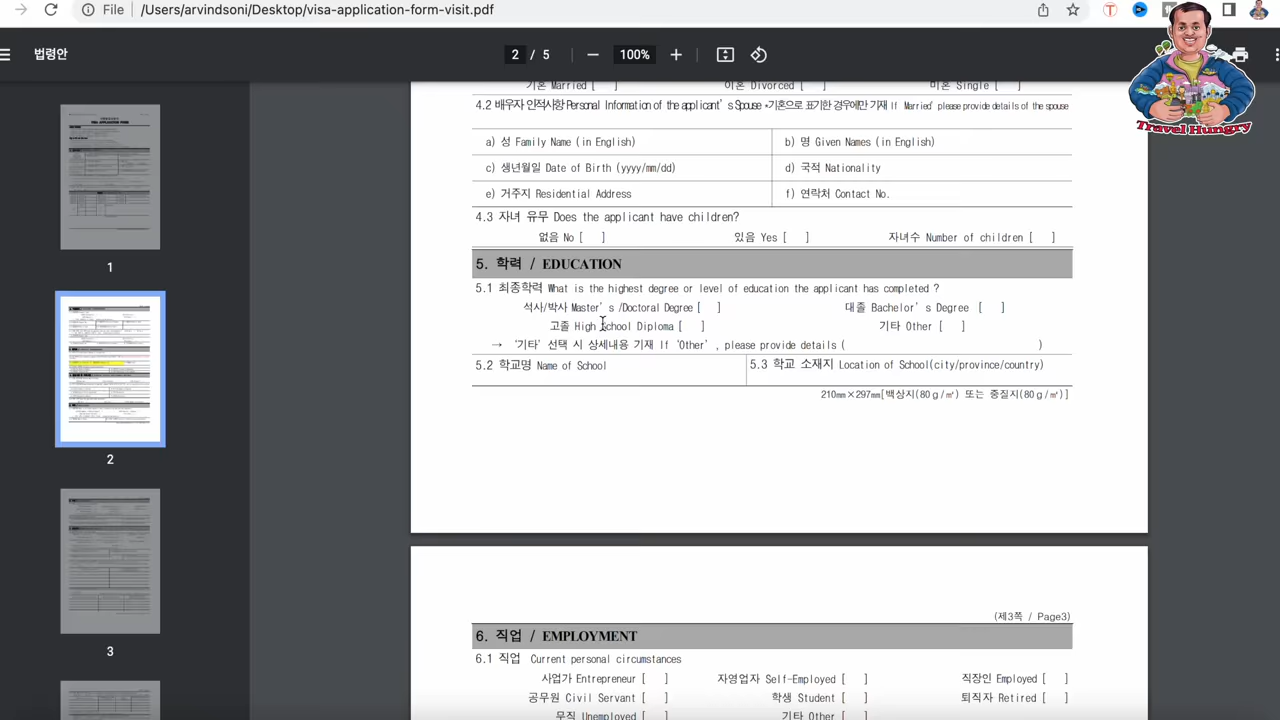 File /Users/arvindsoni/Desktop/visa-application-form-visit.pdf
법령안 2 / 5 100%
기혼 Married [ ] 이혼 Divorced [ ] 미혼 Single [ ]
4.2 배우자 인적사항 Personal Information of the applicant's Spouse *기혼으로 표기한 경우에만 기재 If 'Married' please provide details of the spouse
a) 성 Family Name (in English) b) 명 Given Names (in English)
c) 생년월일 Date of Birth (yyyy/mm/dd) d) 국적 Nationality
e) 거주지 Residential Address f) 연락처 Contact No.
4.3 자녀 유무 Does the applicant have children?
없음 No [ ] 있음 Yes [ ] 자녀수 Number of children [ ]
5. 학력 / EDUCATION
5.1 최종학력 What is the highest degree or level of education the applicant has completed ?
석사/박사 Master's /Doctoral Degree [ ] 대졸 Bachelor's Degree [ ]
고졸 High School Diploma [ ] 기타 Other [ ]
→ '기타' 선택 시 상세내용 기재 If 'Other', please provide details ( )
5.2 학교명 Name of School 5.3 학교 소재지 Location of School(city/province/country)
210㎜×297㎜[백상지(80g/㎡) 또는 중질지(80g/㎡)]
(제3쪽 / Page3)
6. 직업 / EMPLOYMENT
6.1 직업 Current personal circumstances
사업가 Entrepreneur [ ] 자영업자 Self-Employed [ ] 직장인 Employed [ ]
공무원 Civil Servant [ ] 학생 Student [ ] 퇴직자 Retired [ ]
무직 Unemployed [ ] 기타 Other [ ]
1
2
3
Travel Hungry